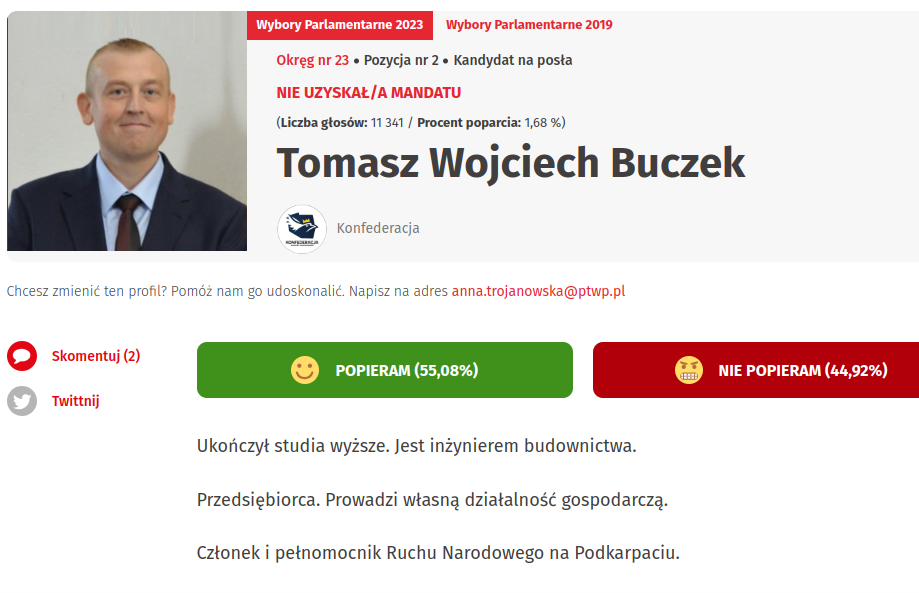 Wybory Parlamentarne 2023 Wybory Parlamentarne 2019
Okręg nr 23 • Pozycja nr 2 • Kandydat na posła
NIE UZYSKAŁ/A MANDATU
(Liczba głosów: 11 341 / Procent poparcia: 1,68 %)
Tomasz Wojciech Buczek
KONFEDERACJA
Konfederacja
Chcesz zmienić ten profil? Pomóż nam go udoskonalić. Napisz na adres anna.trojanowska@ptwp.pl
Skomentuj (2)
POPIERAM (55,08%) NIE POPIERAM (44,92%)
Twittnij
Ukończył studia wyższe. Jest inżynierem budownictwa.
Przedsiębiorca. Prowadzi własną działalność gospodarczą.
Członek i pełnomocnik Ruchu Narodowego na Podkarpaciu.